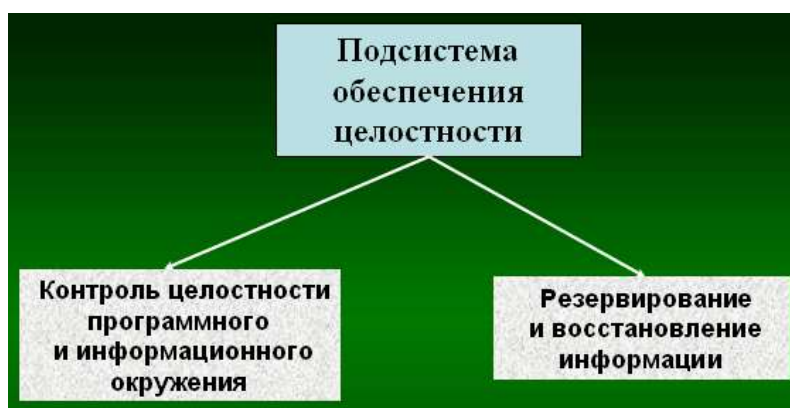 Подсистема
обеспечения
целостности
Контроль целостности
программного
и информационного
окружения
Резервирование
и восстановление
информации